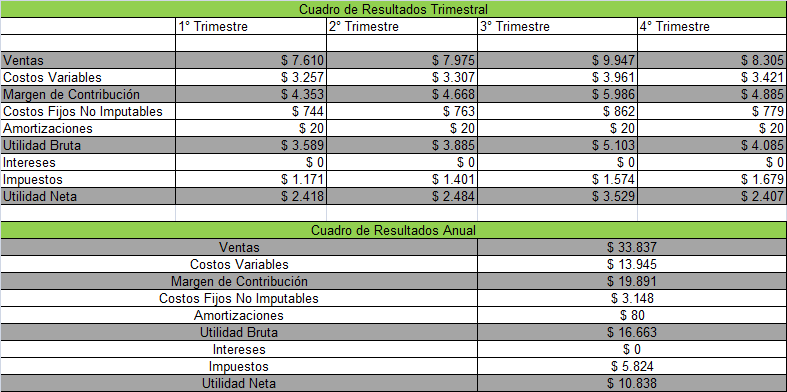 Cuadro de Resultados Trimestral
1° Trimestre 2° Trimestre 3° Trimestre 4° Trimestre
Ventas $ 7.610 $ 7.975 $ 9.947 $ 8.305
Costos Variables $ 3.257 $ 3.307 $ 3.961 $ 3.421
Margen de Contribución $ 4.353 $ 4.668 $ 5.986 $ 4.885
Costos Fijos No Imputables $ 744 $ 763 $ 862 $ 779
Amortizaciones $ 20 $ 20 $ 20 $ 20
Utilidad Bruta $ 3.589 $ 3.885 $ 5.103 $ 4.085
Intereses $ 0 $ 0 $ 0 $ 0
Impuestos $ 1.171 $ 1.401 $ 1.574 $ 1.679
Utilidad Neta $ 2.418 $ 2.484 $ 3.529 $ 2.407
Cuadro de Resultados Anual
Ventas $ 33.837
Costos Variables $ 13.945
Margen de Contribución $ 19.891
Costos Fijos No Imputables $ 3.148
Amortizaciones $ 80
Utilidad Bruta $ 16.663
Intereses $ 0
Impuestos $ 5.824
Utilidad Neta $ 10.838